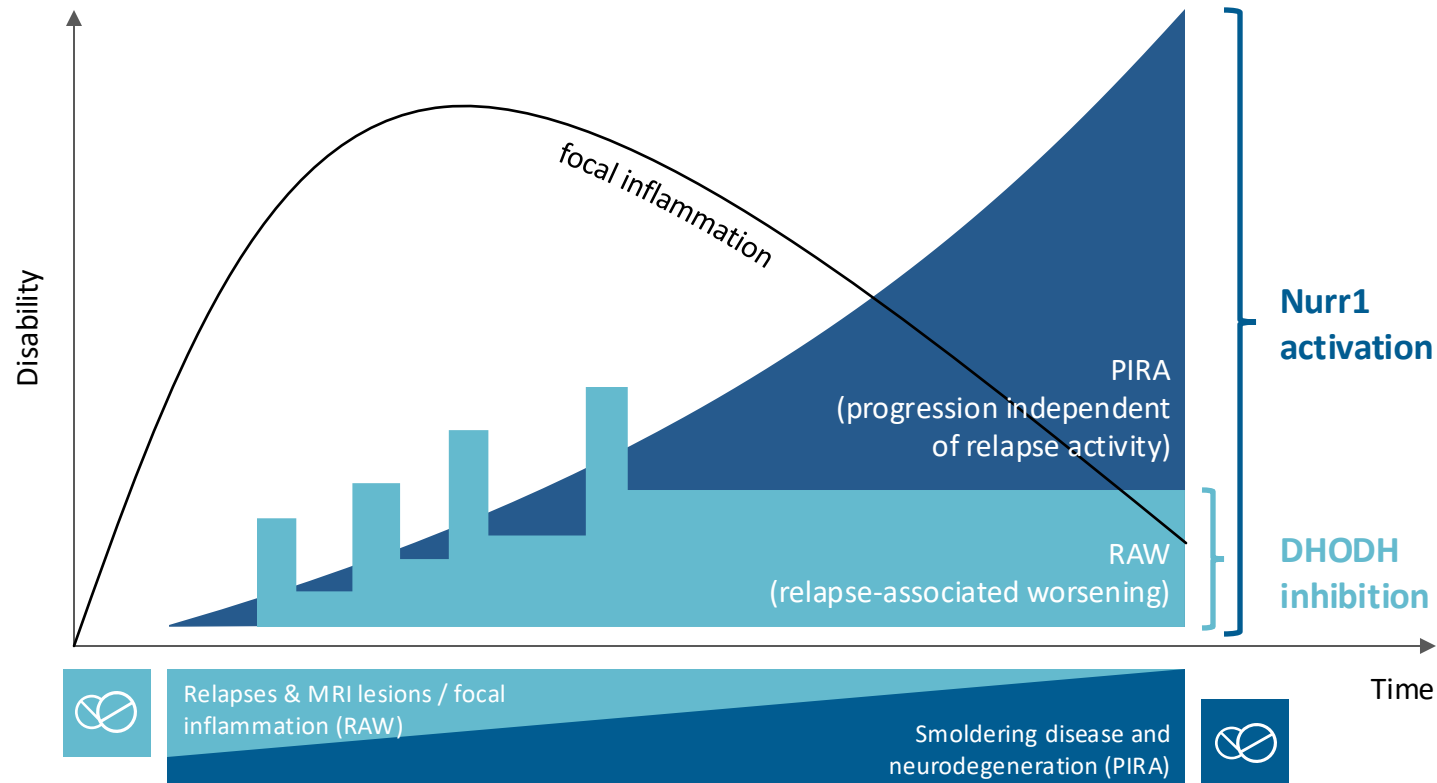 Disability
focal inflammation
PIRA
(progression independent
of relapse activity)
RAW
(relapse-associated worsening)
Nurr1
activation
DHODH
inhibition
Time
Relapses & MRI lesions / focal
inflammation (RAW)
Smoldering disease and
neurodegeneration (PIRA)